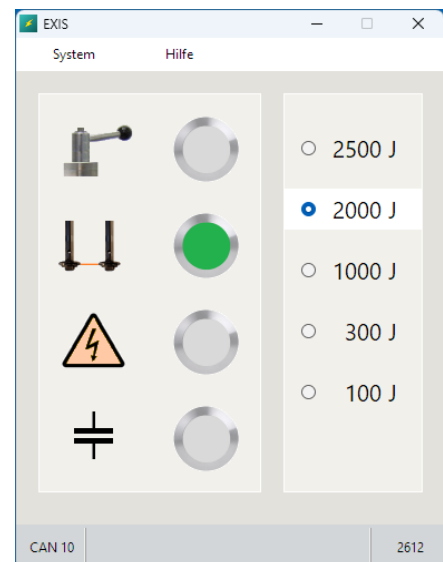 EXIS
System Hilfe
2500 J
2000 J
1000 J
300 J
100 J
CAN 10 2612